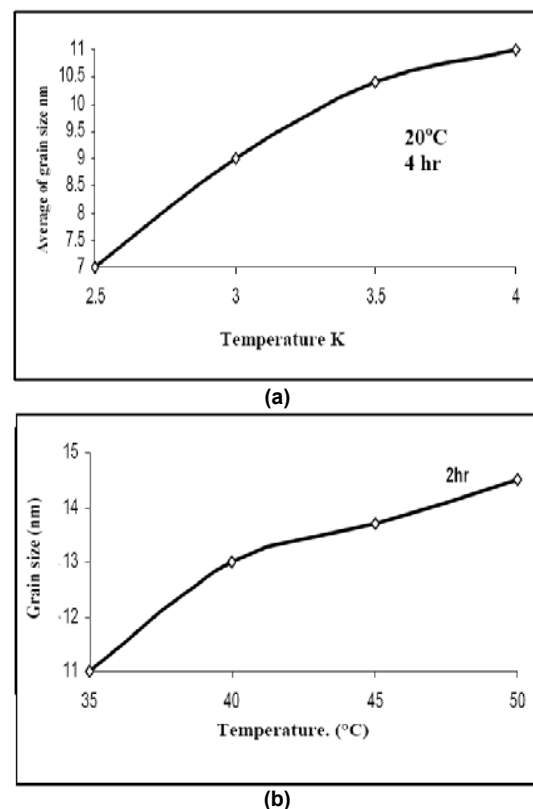 11
10.5
10
9.5
9
8.5
8
7.5
7
Average of grain size nm
20°C
4 hr
2.5 3 3.5 4
Temperature K
(a)
15
14
13
12
11
Grain size (nm)
2hr
35 40 45 50
Temperature. (°C)
(b)